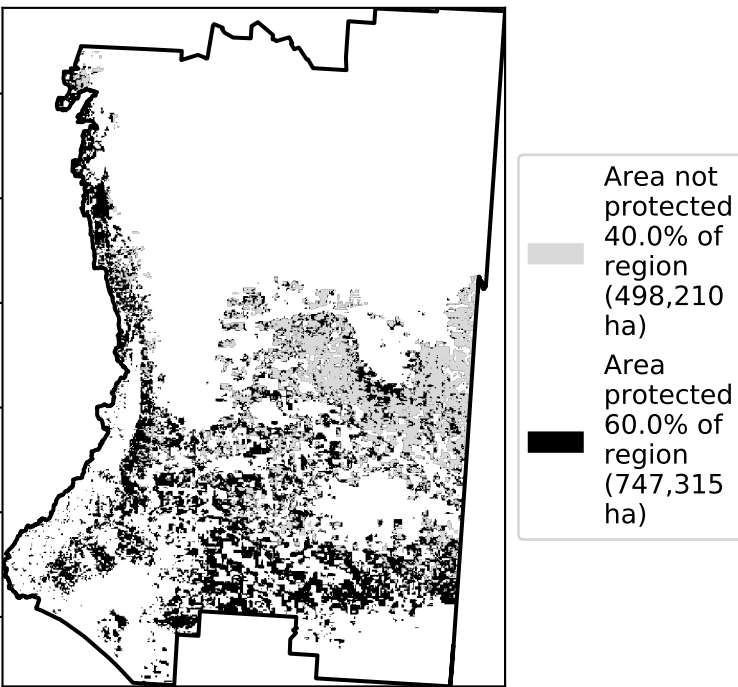 Area not
protected
40.0% of
region
(498,210
ha)
Area
protected
60.0% of
region
(747,315
ha)